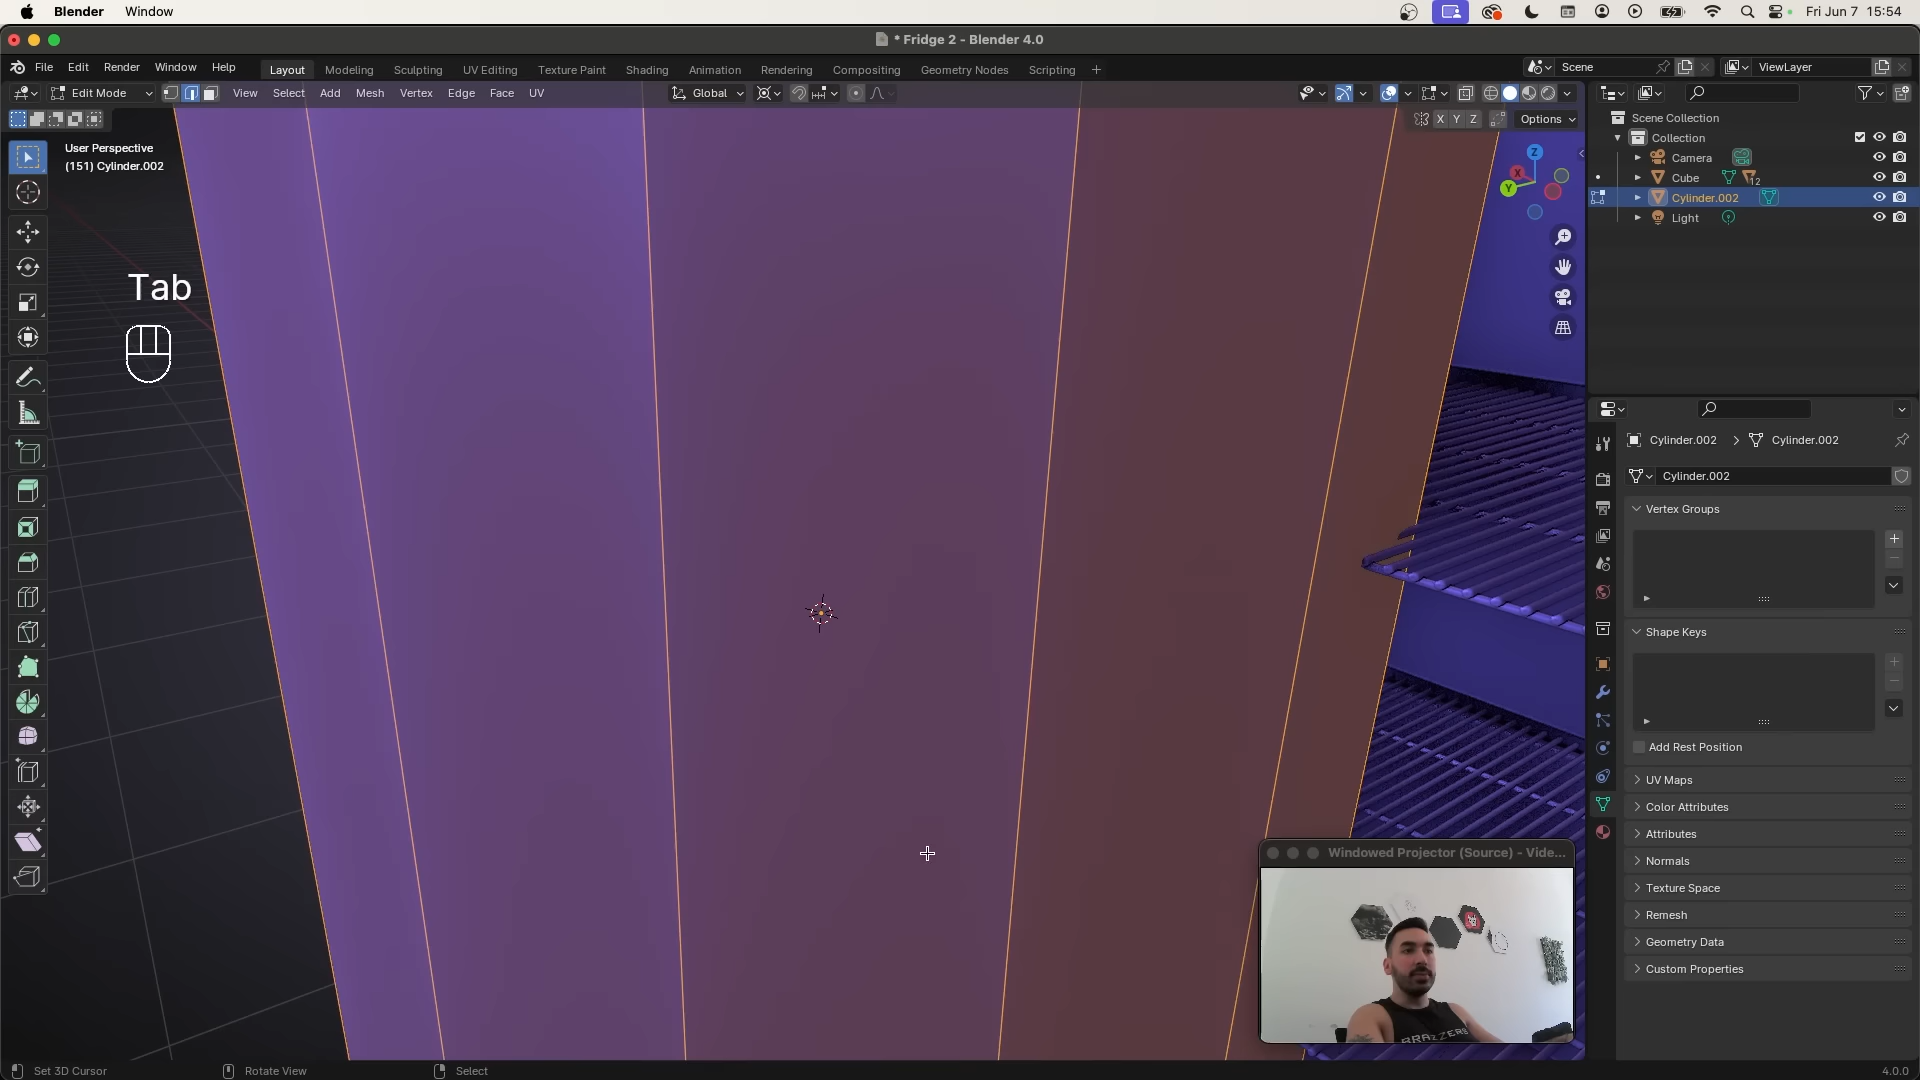 Blender Window
Fri Jun 7 15:54
* Fridge 2 - Blender 4.0
File Edit Render Window Help
Layout Modeling Sculpting UV Editing Texture Paint Shading Animation Rendering Compositing Geometry Nodes Scripting +
Scene
ViewLayer
Edit Mode
View Select Add Mesh Vertex Edge Face UV
Global
X Y Z
Options
User Perspective
(151) Cylinder.002
Tab
Z
X
Y
Scene Collection
Collection
Camera
Cube
12
Cylinder.002
Light
Cylinder.002 > Cylinder.002
Cylinder.002
Vertex Groups
Shape Keys
Add Rest Position
UV Maps
Color Attributes
Attributes
Normals
Texture Space
Remesh
Geometry Data
Custom Properties
Windowed Projector (Source) - Vide...
BRAZZERS
Set 3D Cursor
Rotate View
Select
4.0.0